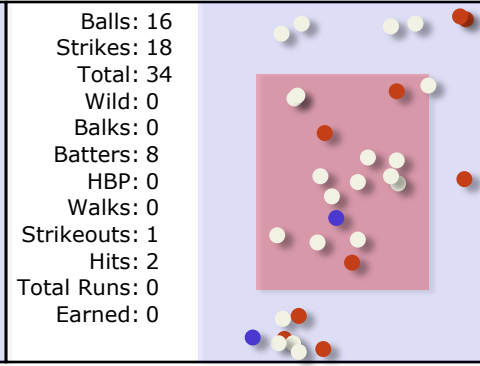 Balls: 16
Strikes: 18
Total: 34
Wild: 0
Balks: 0
Batters: 8
HBP: 0
Walks: 0
Strikeouts: 1
Hits: 2
Total Runs: 0
Earned: 0